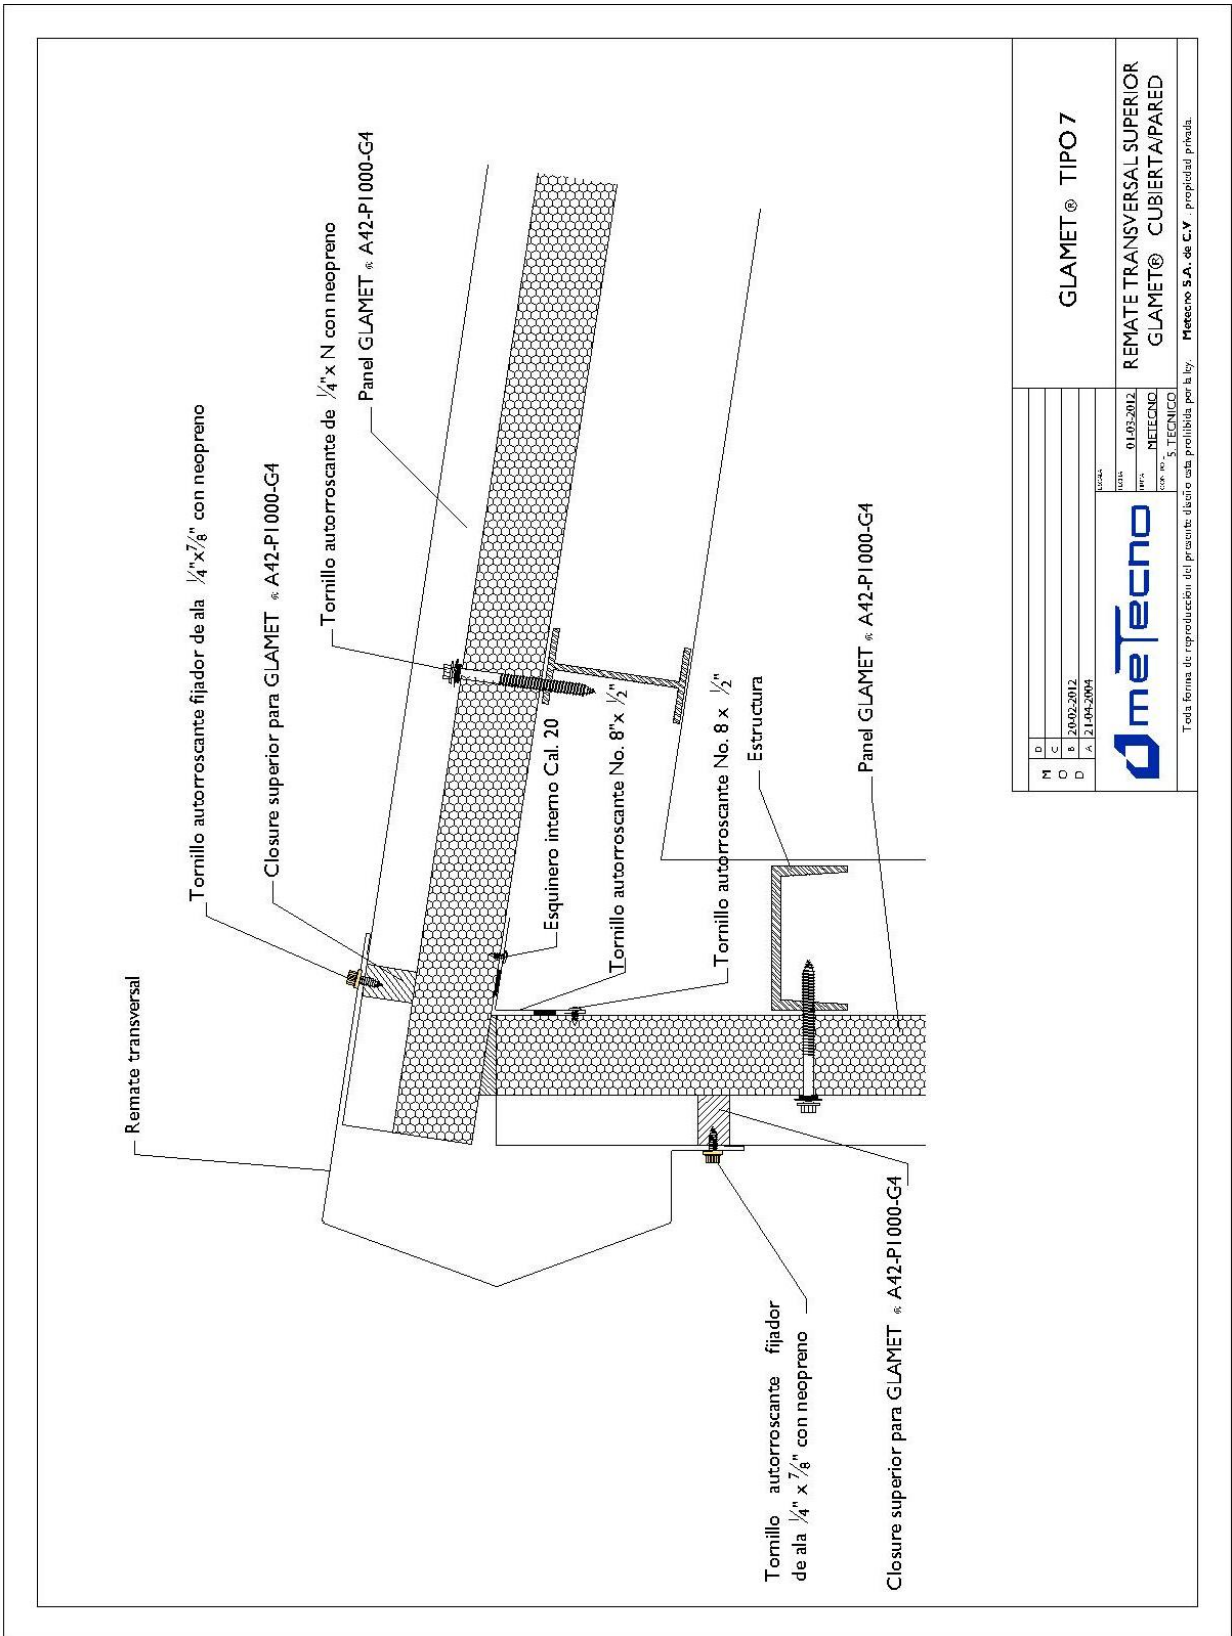 Remate transversal
Tornillo autorroscante fijador de ala 1/4"x7/8" con neopreno
Closure superior para GLAMET ® A42-P1000-G4
Tornillo autorroscante de 1/4"x N con neopreno
Panel GLAMET ® A42-P1000-G4
Esquinero interno Cal. 20
Tornillo autorroscante No. 8"x 1/2"
Tornillo autorroscante No. 8 x 1/2"
Estructura
Panel GLAMET ® A42-P1000-G4
Tornillo autorroscante fijador
de ala 1/4" x 7/8" con neopreno
Closure superior para GLAMET ® A42-P1000-G4
M
O
D
D
C
B 20-02-2012
A 21-04-2004
meTecno
ESCALA
FECHA 01-03-2012
METECNO
S. TECNICO
GLAMET ® TIPO 7
REMATE TRANSVERSAL SUPERIOR
GLAMET® CUBIERTA/PARED
Toda forma de reproducción del presente diseño esta prohibida por la ley. Metecno S.A. de C.V. propiedad privada.